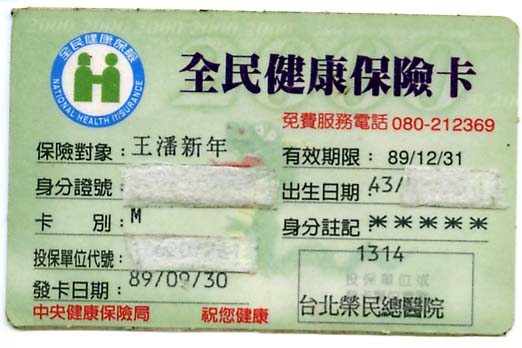 全民健康保險
NATIONAL HEALTH INSURANCE
全民健康保險卡
免費服務電話 080-212369
保險對象：王潘新年
有效期限：89/12/31
身分證號：
出生日期：43/
卡 別：M
身分註記：＊＊＊＊＊
投保單位代號：
1314
發卡日期：89/09/30
投保單位或
台北榮民總醫院
中央健康保險局 祝您健康